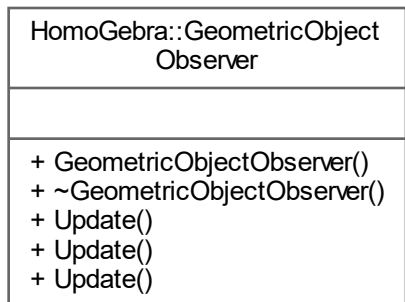 HomoGebra::GeometricObject
Observer
+ GeometricObjectObserver()
+ ~GeometricObjectObserver()
+ Update()
+ Update()
+ Update()